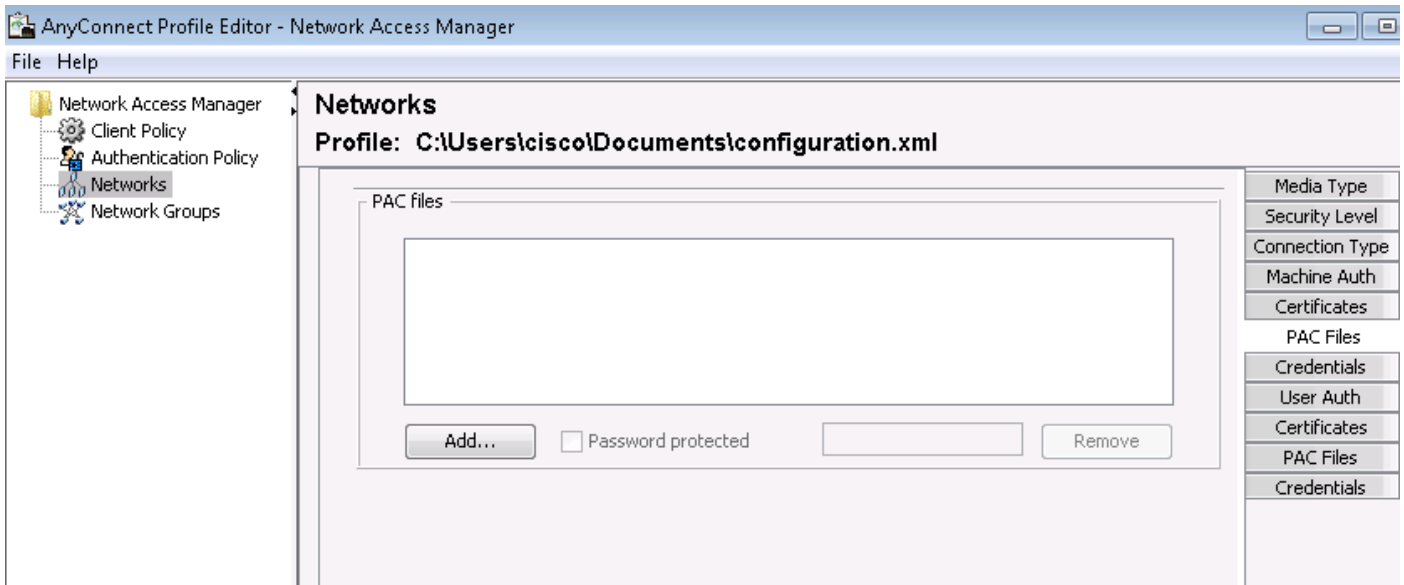 AnyConnect Profile Editor - Network Access Manager
File Help
Network Access Manager
Client Policy
Authentication Policy
Networks
Network Groups
Networks
Profile: C:\Users\cisco\Documents\configuration.xml
PAC files
Add...
Password protected
Remove
Media Type
Security Level
Connection Type
Machine Auth
Certificates
PAC Files
Credentials
User Auth
Certificates
PAC Files
Credentials